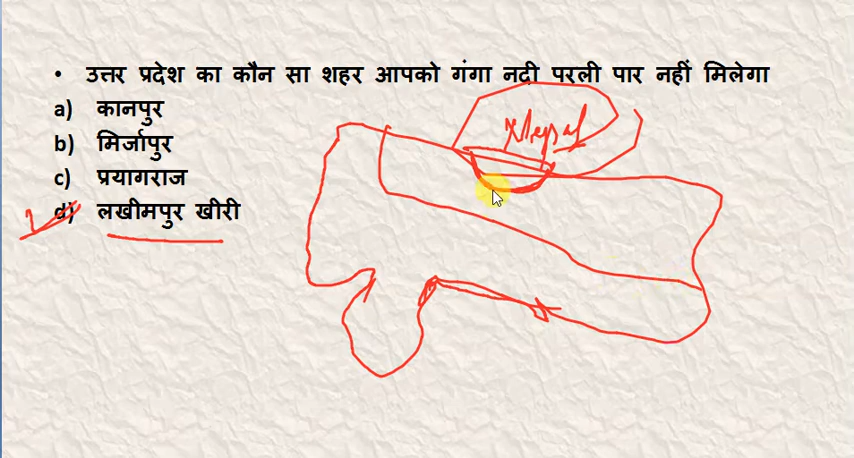 • उत्तर प्रदेश का कौन सा शहर आपको गंगा नदी परली पार नहीं मिलेगा
a) कानपुर
b) मिर्जापुर
c) प्रयागराज
d) लखीमपुर खीरी
Nepal